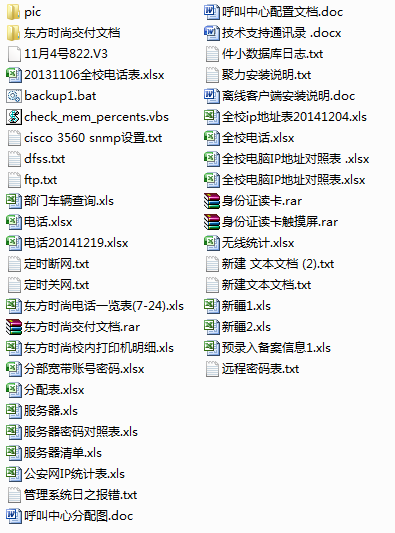 pic
东方时尚交付文档
11月4号822.V3
20131106全校电话表.xlsx
backup1.bat
check_mem_percents.vbs
cisco 3560 snmp设置.txt
dfss.txt
ftp.txt
部门车辆查询.xls
电话.xlsx
电话20141219.xlsx
定时断网.txt
定时关网.txt
东方时尚电话一览表(7-24).xls
东方时尚交付文档.rar
东方时尚校内打印机明细.xls
分部宽带账号密码.xlsx
分配表.xlsx
服务器.xls
服务器密码对照表.xls
服务器清单.xls
公安网IP统计表.xls
管理系统日之报错.txt
呼叫中心分配图.doc
呼叫中心配置文档.doc
技术支持通讯录 .docx
件小数据库日志.txt
聚力安装说明.txt
离线客户端安装说明.doc
全校ip地址表20141204.xls
全校电话.xlsx
全校电脑IP地址对照表 .xlsx
全校电脑IP地址对照表.xlsx
身份证读卡.rar
身份证读卡触摸屏.rar
无线统计.xlsx
新建 文本文档 (2).txt
新建文本文档.txt
新疆1.xls
新疆2.xls
预录入备案信息1.xls
远程密码表.txt